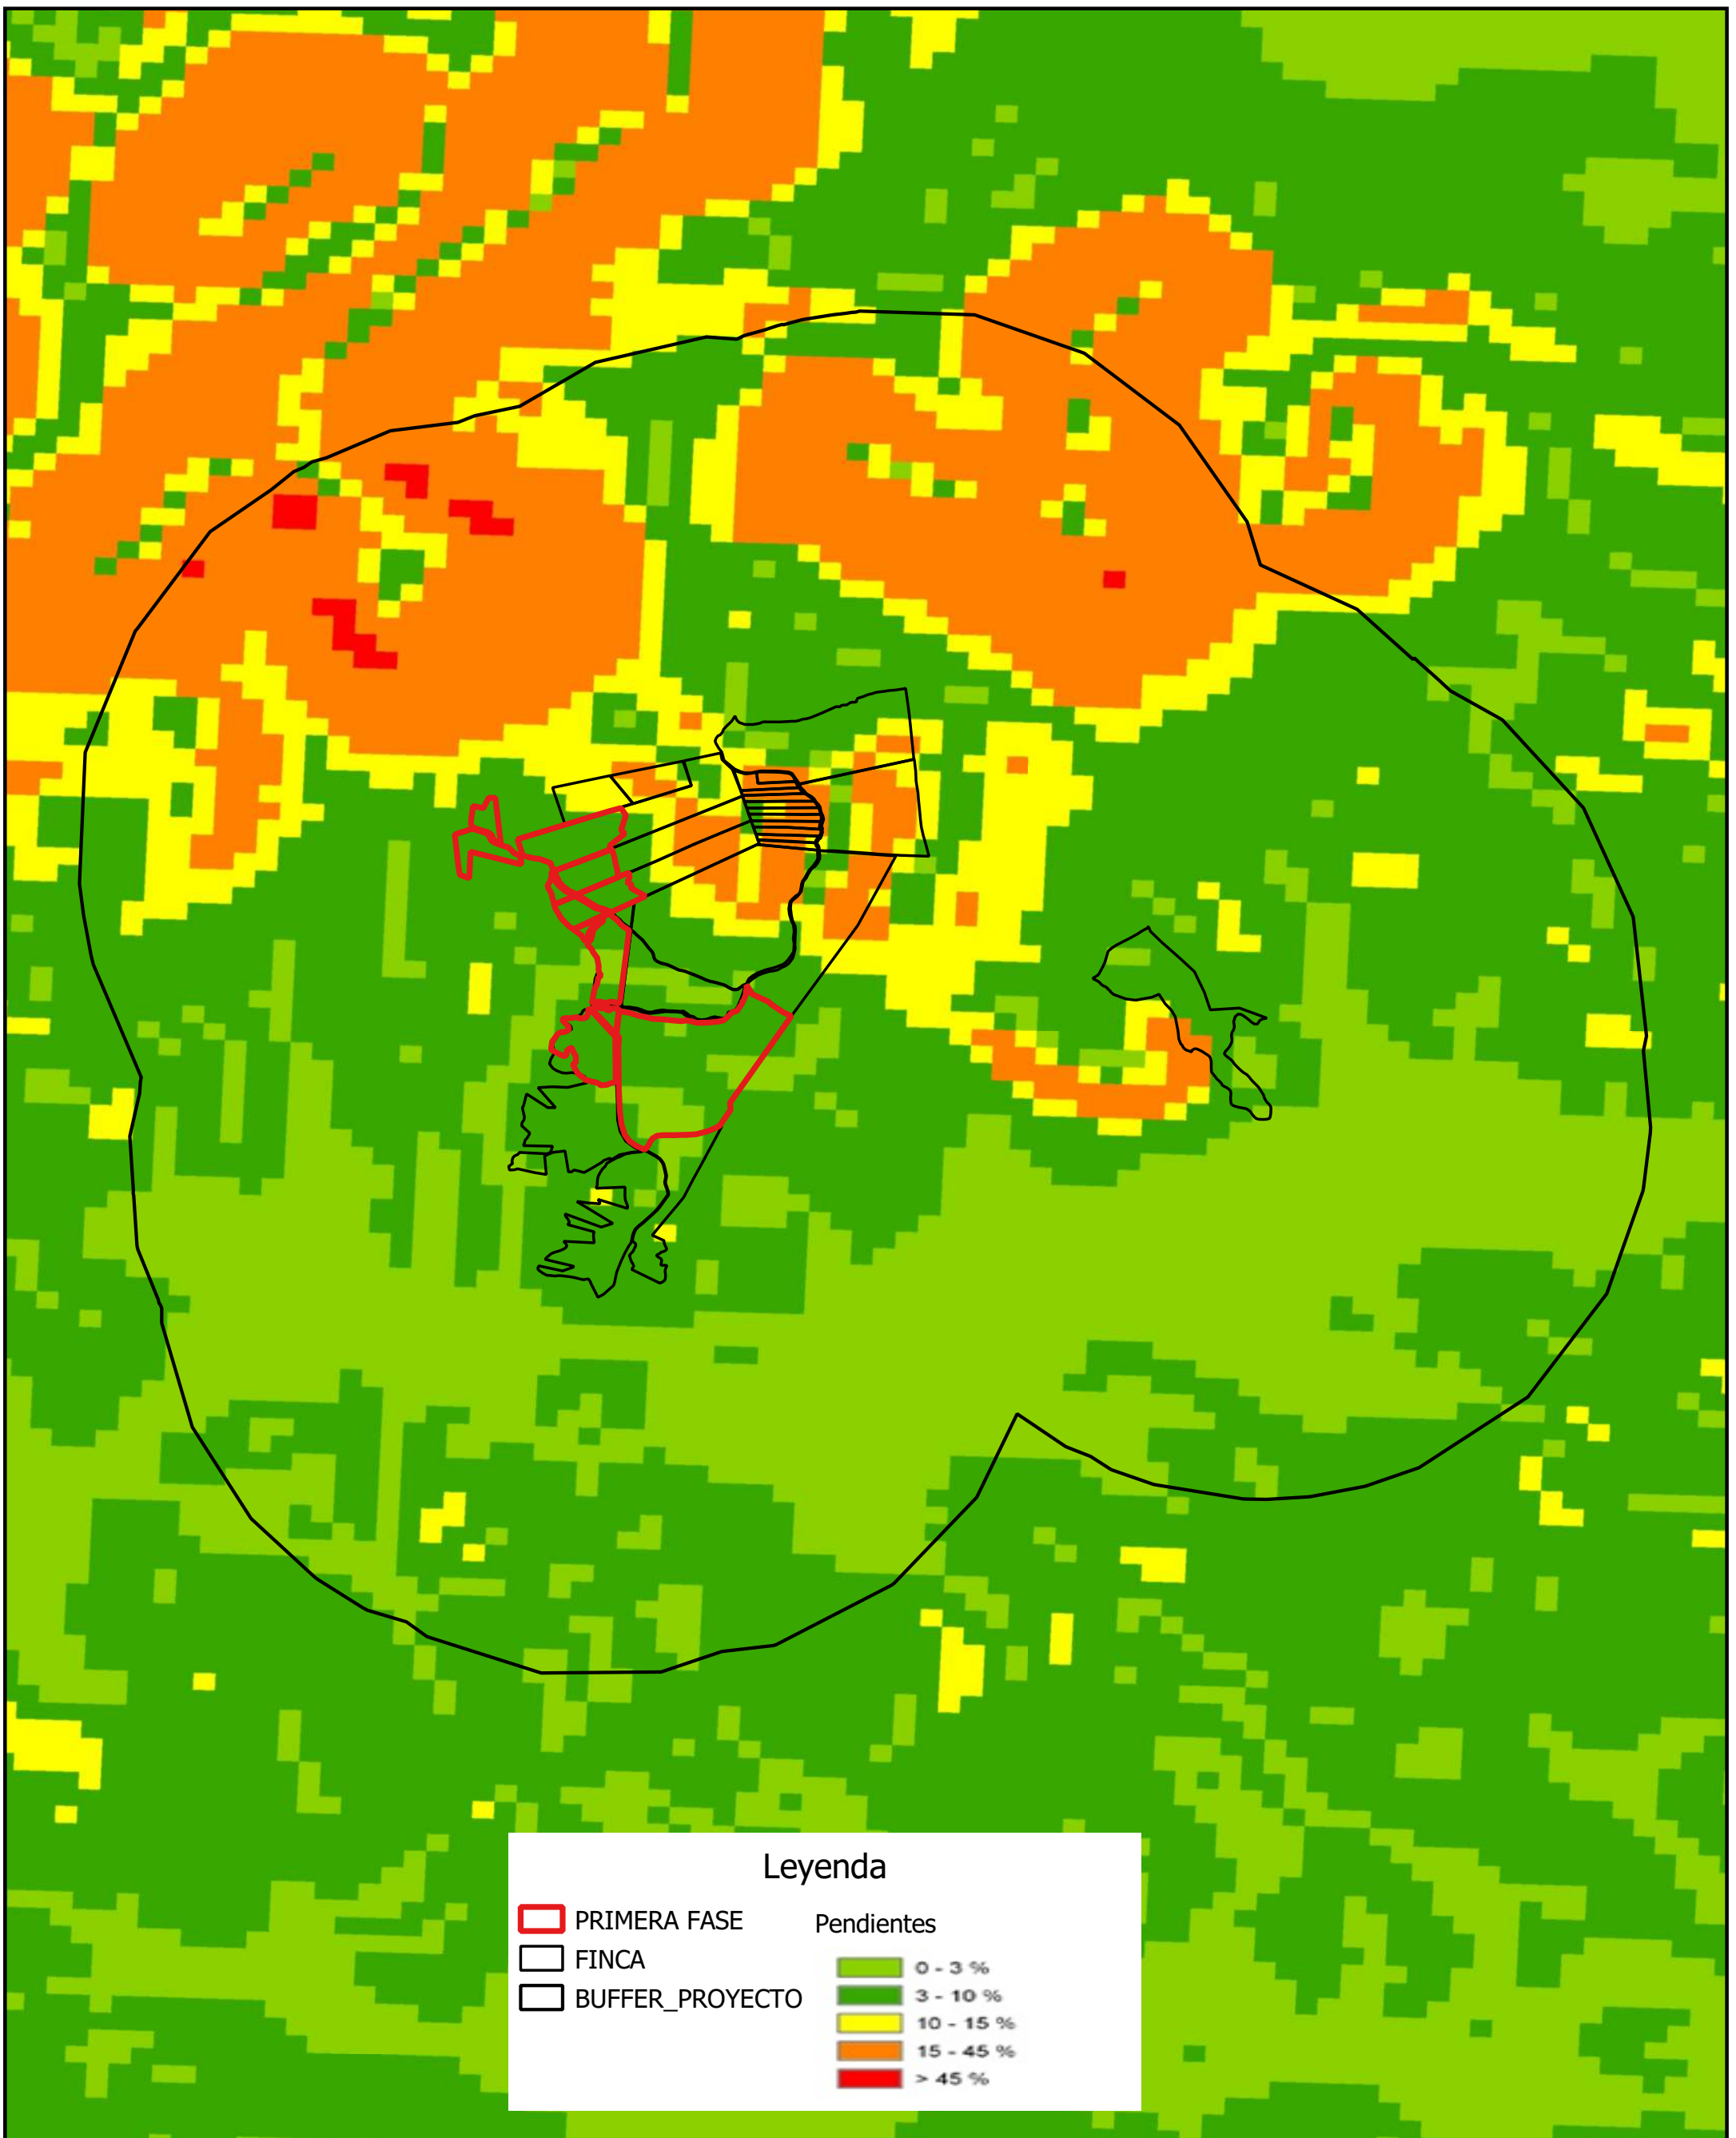 Leyenda
PRIMERA FASE
FINCA
BUFFER_PROYECTO
Pendientes
0 - 3 %
3 - 10 %
10 - 15 %
15 - 45 %
> 45 %